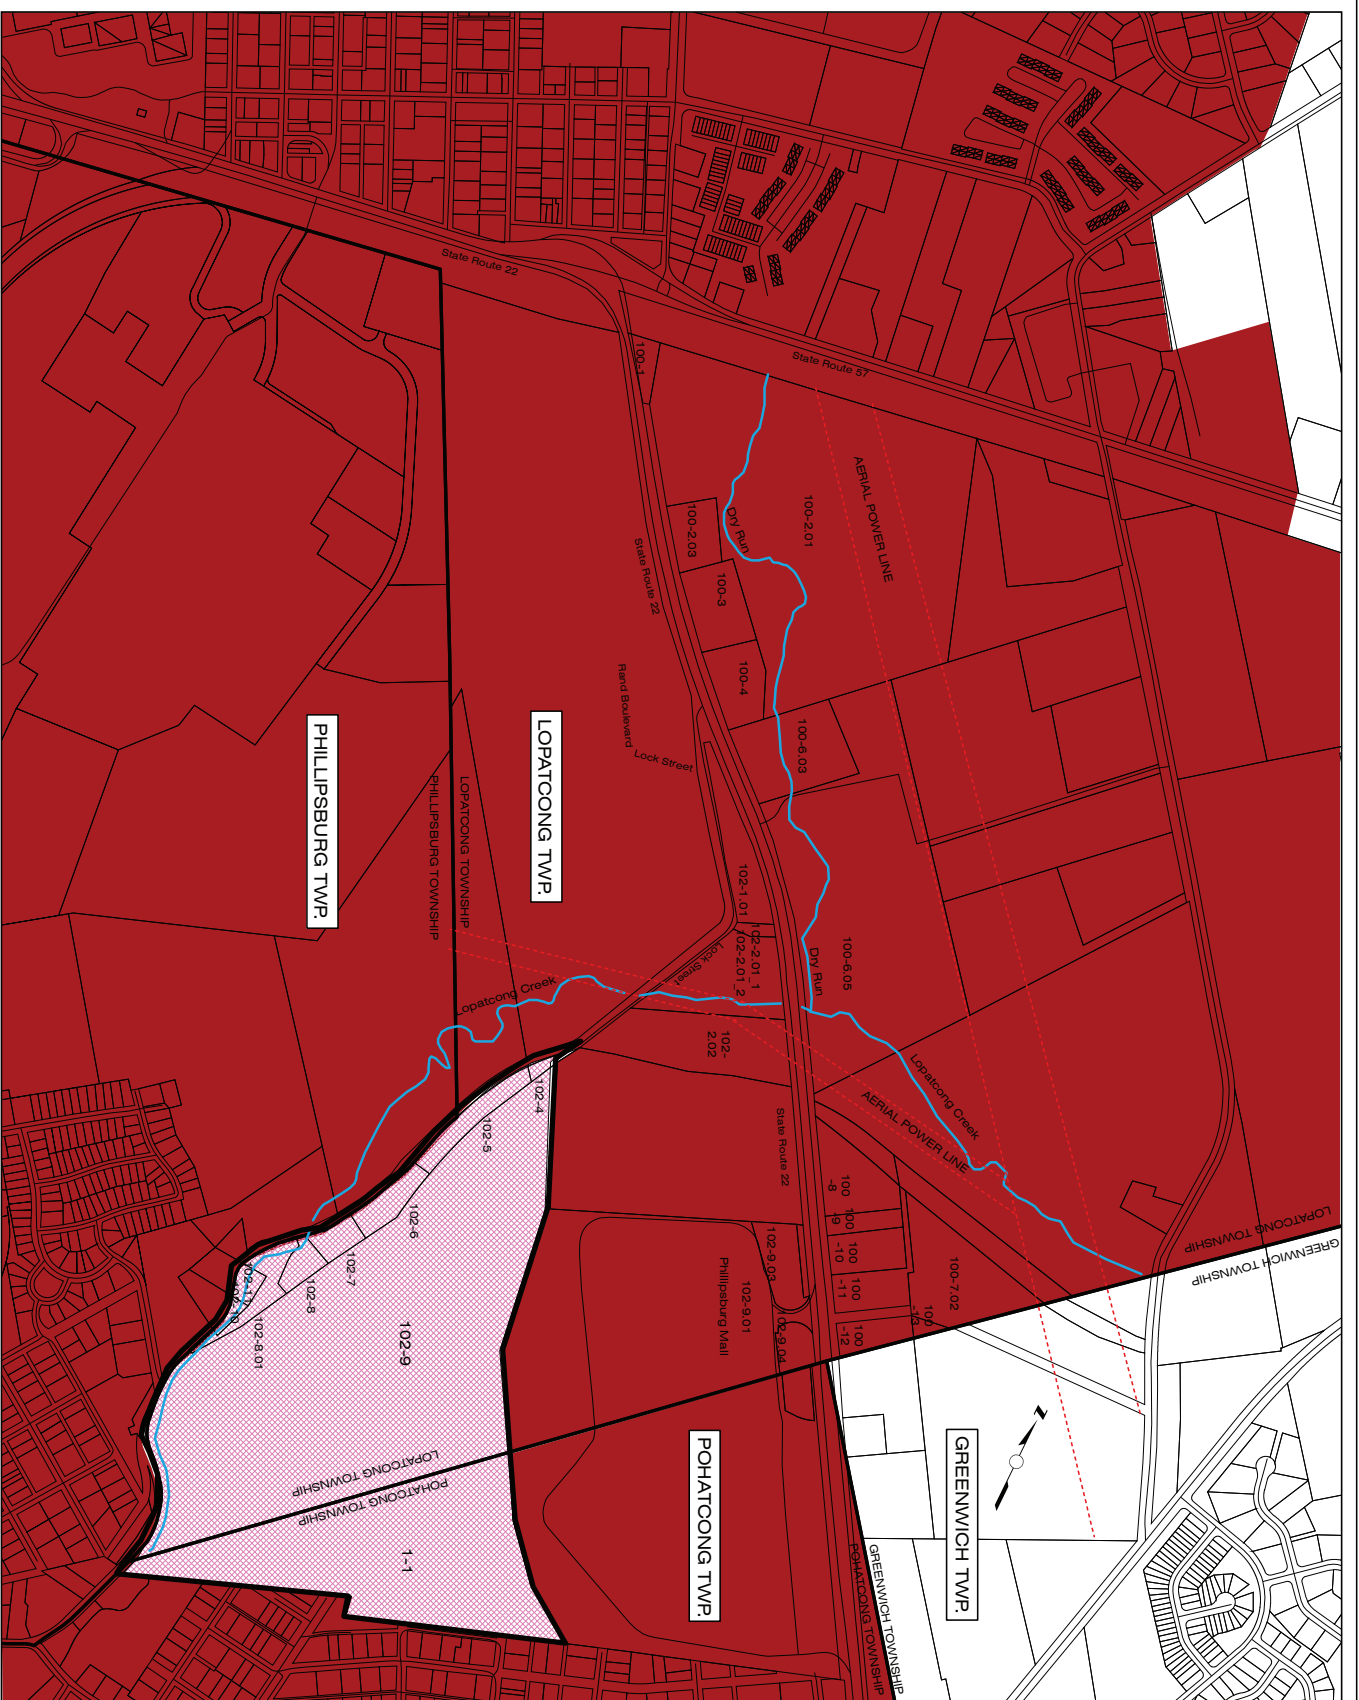 State Route 22
100-1
State Route 57
AERIAL POWER LINE
100-2.01
Dry Run
100-2.03
100-3
State Route 22
100-4
Rand Boulevard
Lock Street
100-6.03
LOPATCONG TWP.
PHILLIPSBURG TWP.
LOPATCONG TOWNSHIP
PHILLIPSBURG TOWNSHIP
102-1.01
102-2.01_1
102-2.01_2
Lock Street
100-6.05
Dry Run
Lopatcong Creek
102-
2.02
Lopatcong Creek
AERIAL POWER LINE
State Route 22
102-4
102-5
102-6
102-7
102-8
102-8.01
102-11
102-10
102-9
100
-8
100
-9
100
-10
100
-11
100
-12
100
-13
100-7.02
102-9.03
102-9.01
102-9.04
Phillipsburg Mall
LOPATCONG TOWNSHIP
GREENWICH TOWNSHIP
N
GREENWICH TWP.
POHATCONG TWP.
LOPATCONG TOWNSHIP
POHATCONG TOWNSHIP
1-1
GREENWICH TOWNSHIP
POHATCONG TOWNSHIP